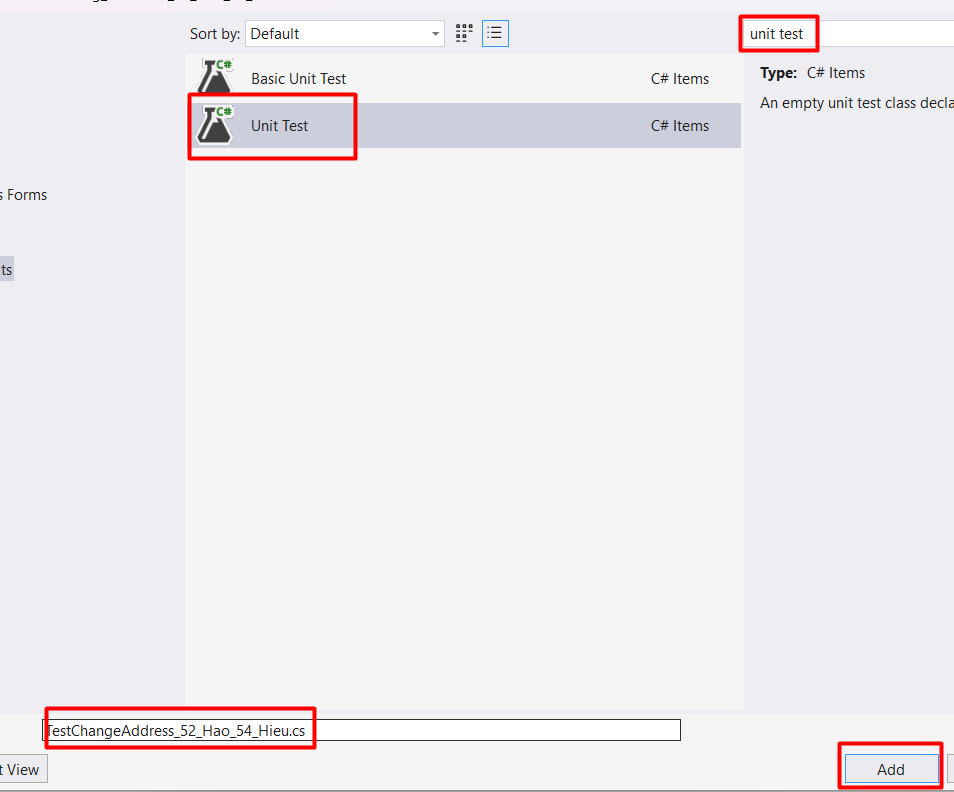 Sort by: Default
unit test
Basic Unit Test C# Items
Type: C# Items
An empty unit test class decla
Unit Test C# Items
s Forms
ts
TestChangeAddress_52_Hao_54_Hieu.cs
t View
Add